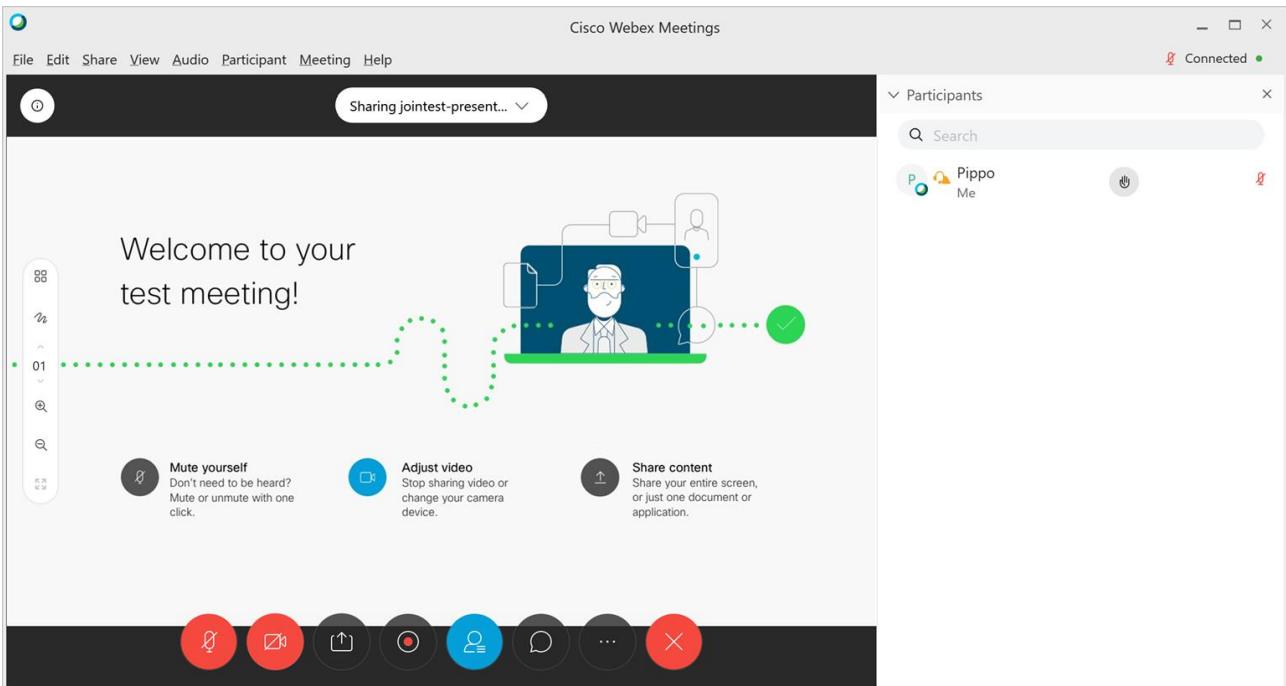 Cisco Webex Meetings
File Edit Share View Audio Participant Meeting Help
Connected
Sharing jointest-present...
Participants
Search
P
Pippo
Me
Welcome to your
test meeting!
01
Mute yourself
Don't need to be heard?
Mute or unmute with one
click.
Adjust video
Stop sharing video or
change your camera
device.
Share content
Share your entire screen,
or just one document or
application.